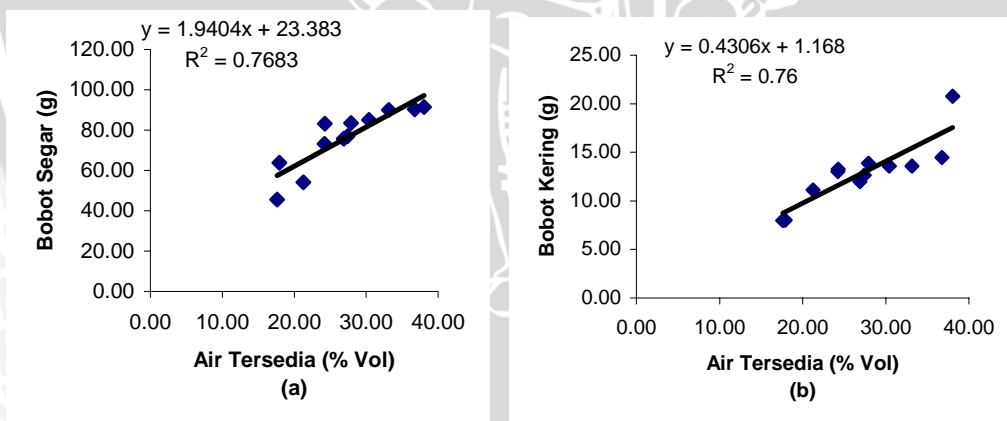 y = 1.9404x + 23.383
R² = 0.7683
120.00
100.00
80.00
60.00
40.00
20.00
0.00
0.00 10.00 20.00 30.00 40.00
Bobot Segar (g)
Air Tersedia (% Vol)
(a)
y = 0.4306x + 1.168
R² = 0.76
25.00
20.00
15.00
10.00
5.00
0.00
0.00 10.00 20.00 30.00 40.00
Bobot Kering (g)
Air Tersedia (% Vol)
(b)